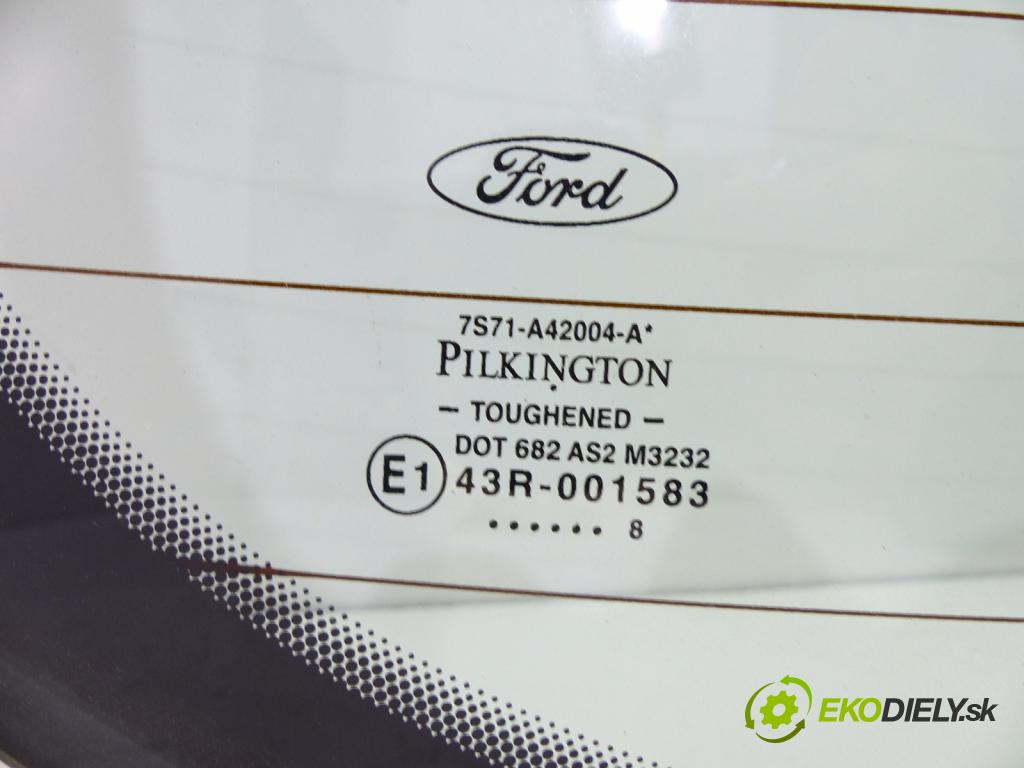 Ford
7S71-A42004-A*
PILKINGTON
– TOUGHENED –
DOT 682 AS2 M3232
E1 43R-001583
...... 8
EKODIELY.sk